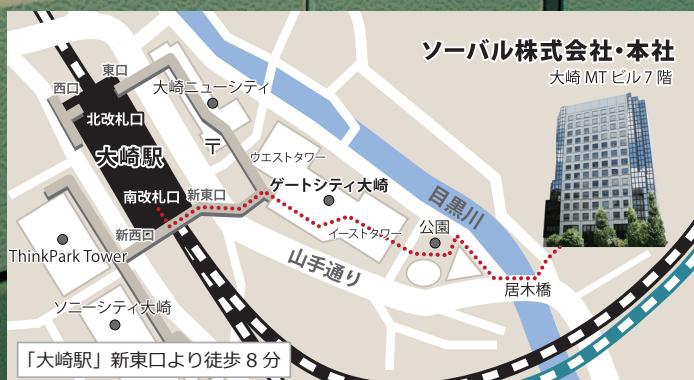 ソーバル株式会社・本社
大崎 MT ビル 7 階
東口
西口
大崎ニューシティ
北改札口
〒
大崎駅
ウエストタワー
ゲートシティ大崎
南改札口
新東口
目黒川
公園
イーストタワー
新西口
ThinkPark Tower
山手通り
居木橋
ソニーシティ大崎
「大崎駅」新東口より徒歩 8 分